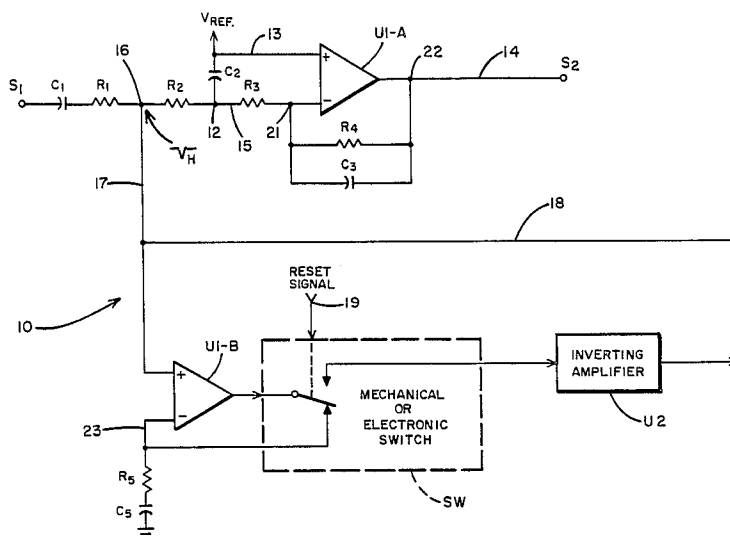 VREF.
13
U1-A
22
14
S2
16
S1
C1
R1
R2
C2
R3
+
−
12
15
21
R4
C3
VH
17
18
RESET
SIGNAL
19
10
U1-B
+
−
23
MECHANICAL
OR
ELECTRONIC
SWITCH
INVERTING
AMPLIFIER
U2
R5
C5
SW